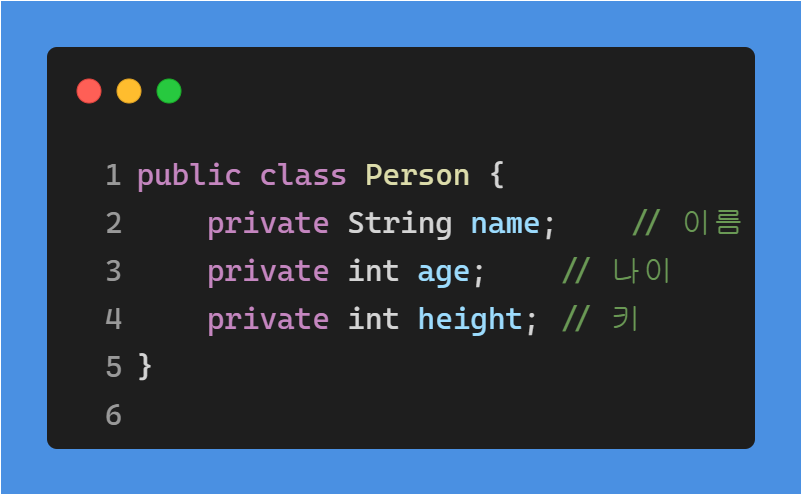 1 public class Person {
2     private String name;    // 이름
3     private int age;    // 나이
4     private int height; // 키
5 }
6